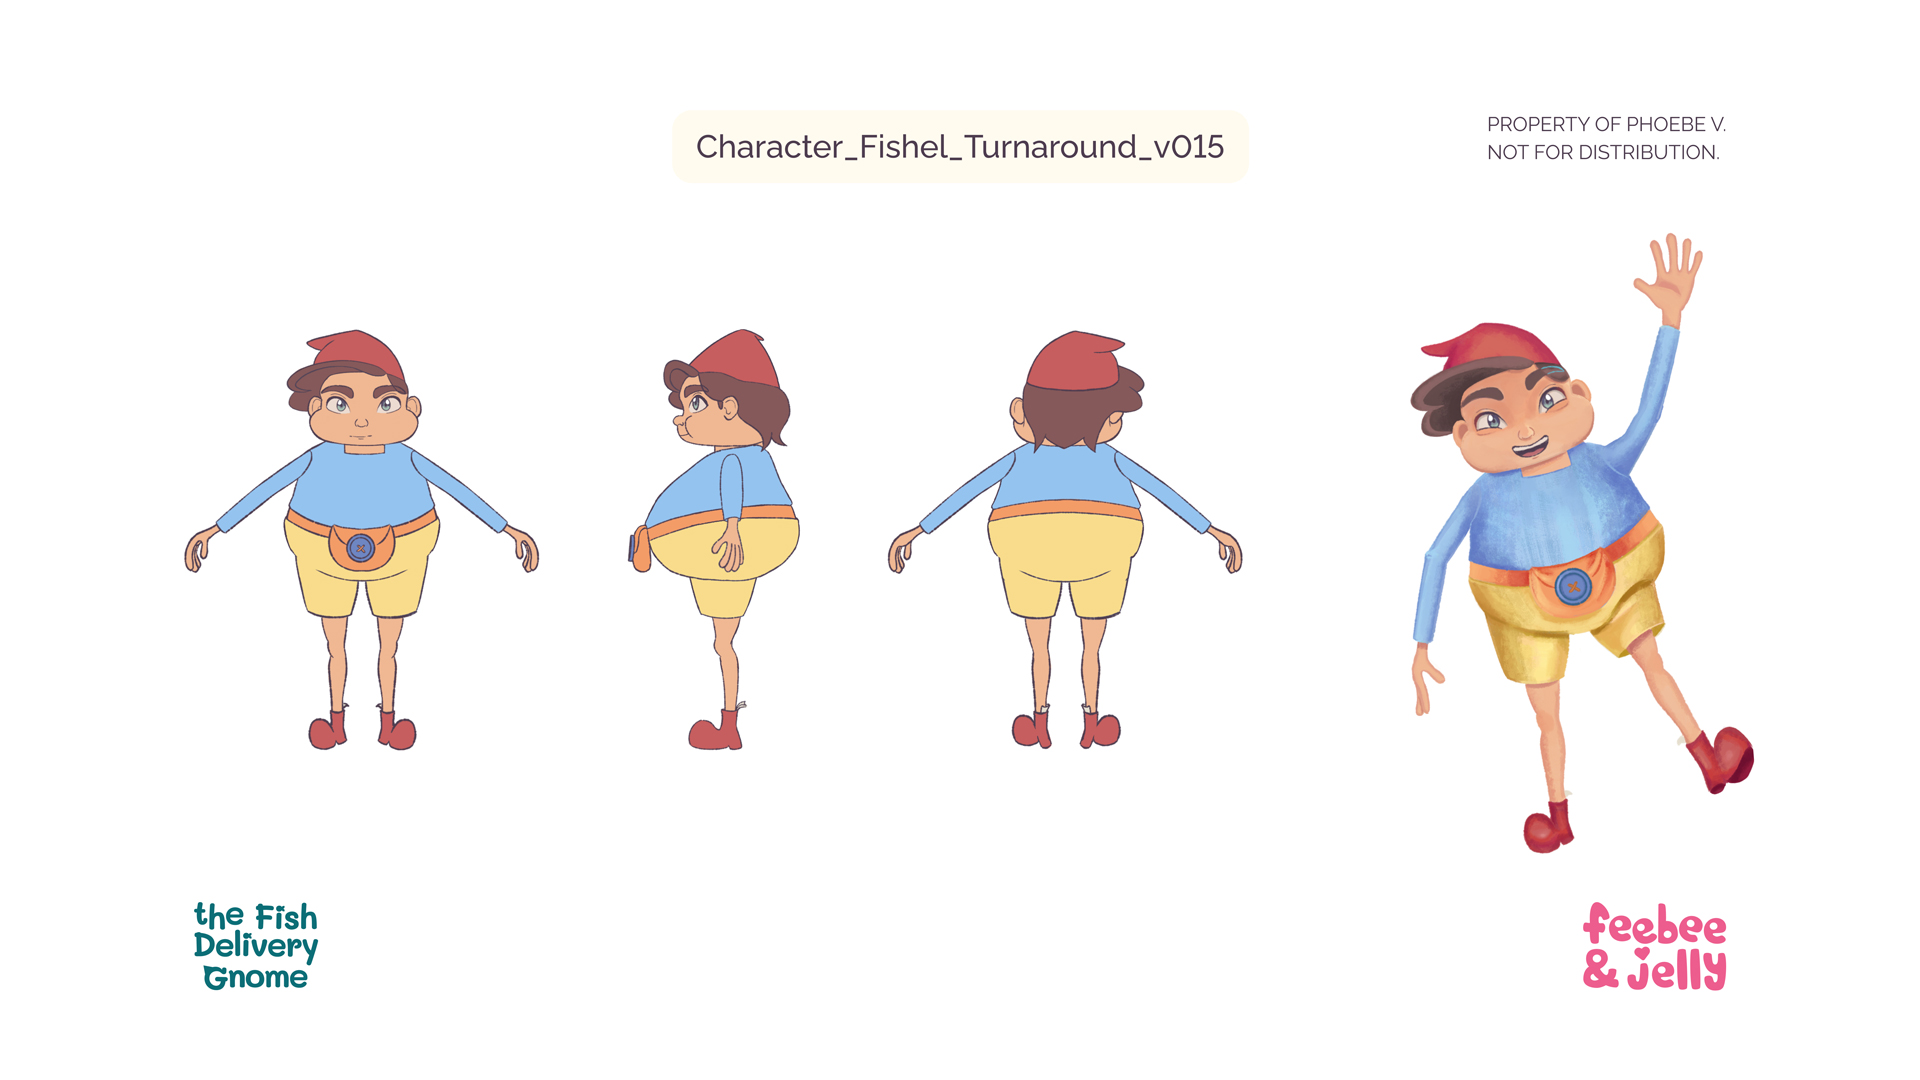 Character_Fishel_Turnaround_v015
PROPERTY OF PHOEBE V.
NOT FOR DISTRIBUTION.
the Fish
Delivery
Gnome
feebee
& jelly